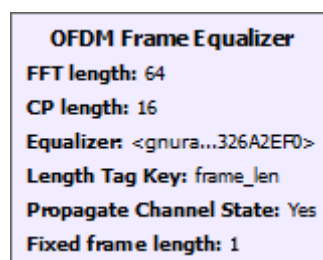 OFDM Frame Equalizer
FFT length: 64
CP length: 16
Equalizer: <gnura...326A2EF0>
Length Tag Key: frame_len
Propagate Channel State: Yes
Fixed frame length: 1